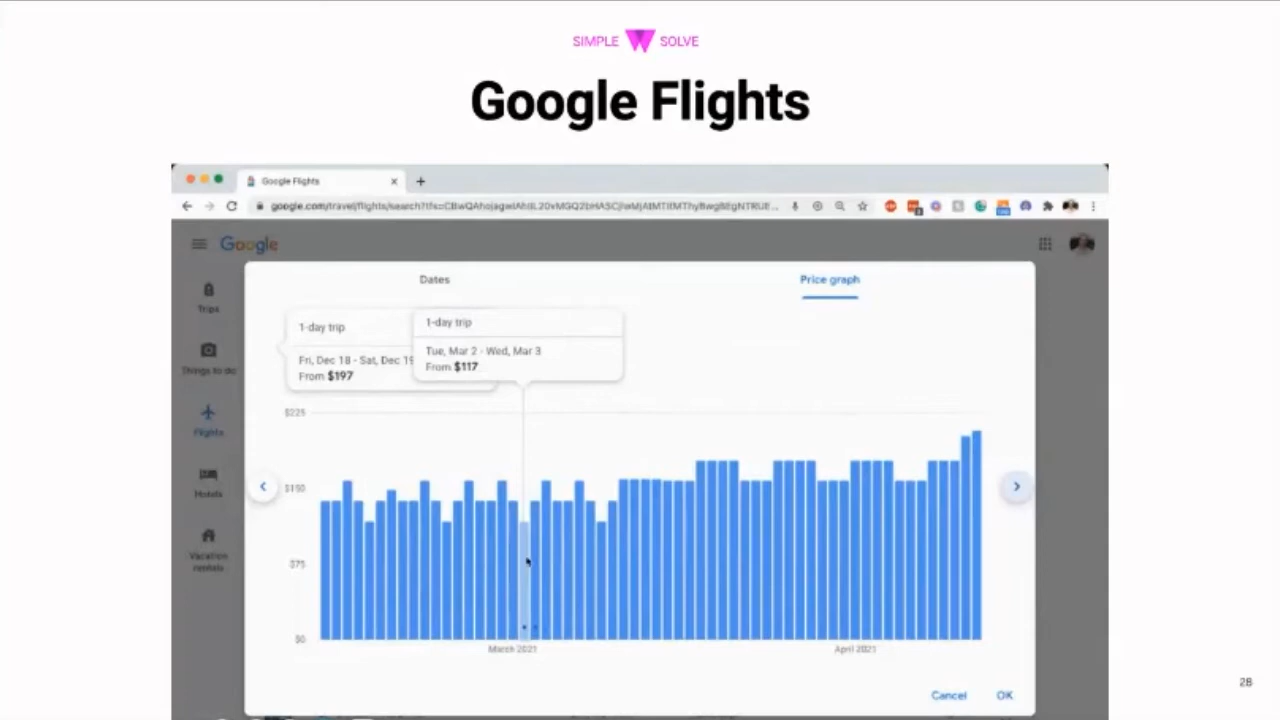 SIMPLE SOLVE
Google Flights
Google Flights
Google
Dates
Price graph
Trips
Things to do
Flights
Hotels
Vacation
rentals
1-day trip
Fri, Dec 18 - Sat, Dec 19
From $197
1-day trip
Tue, Mar 2 - Wed, Mar 3
From $117
$225
$150
$75
$0
March 2021
April 2021
Cancel
OK
28